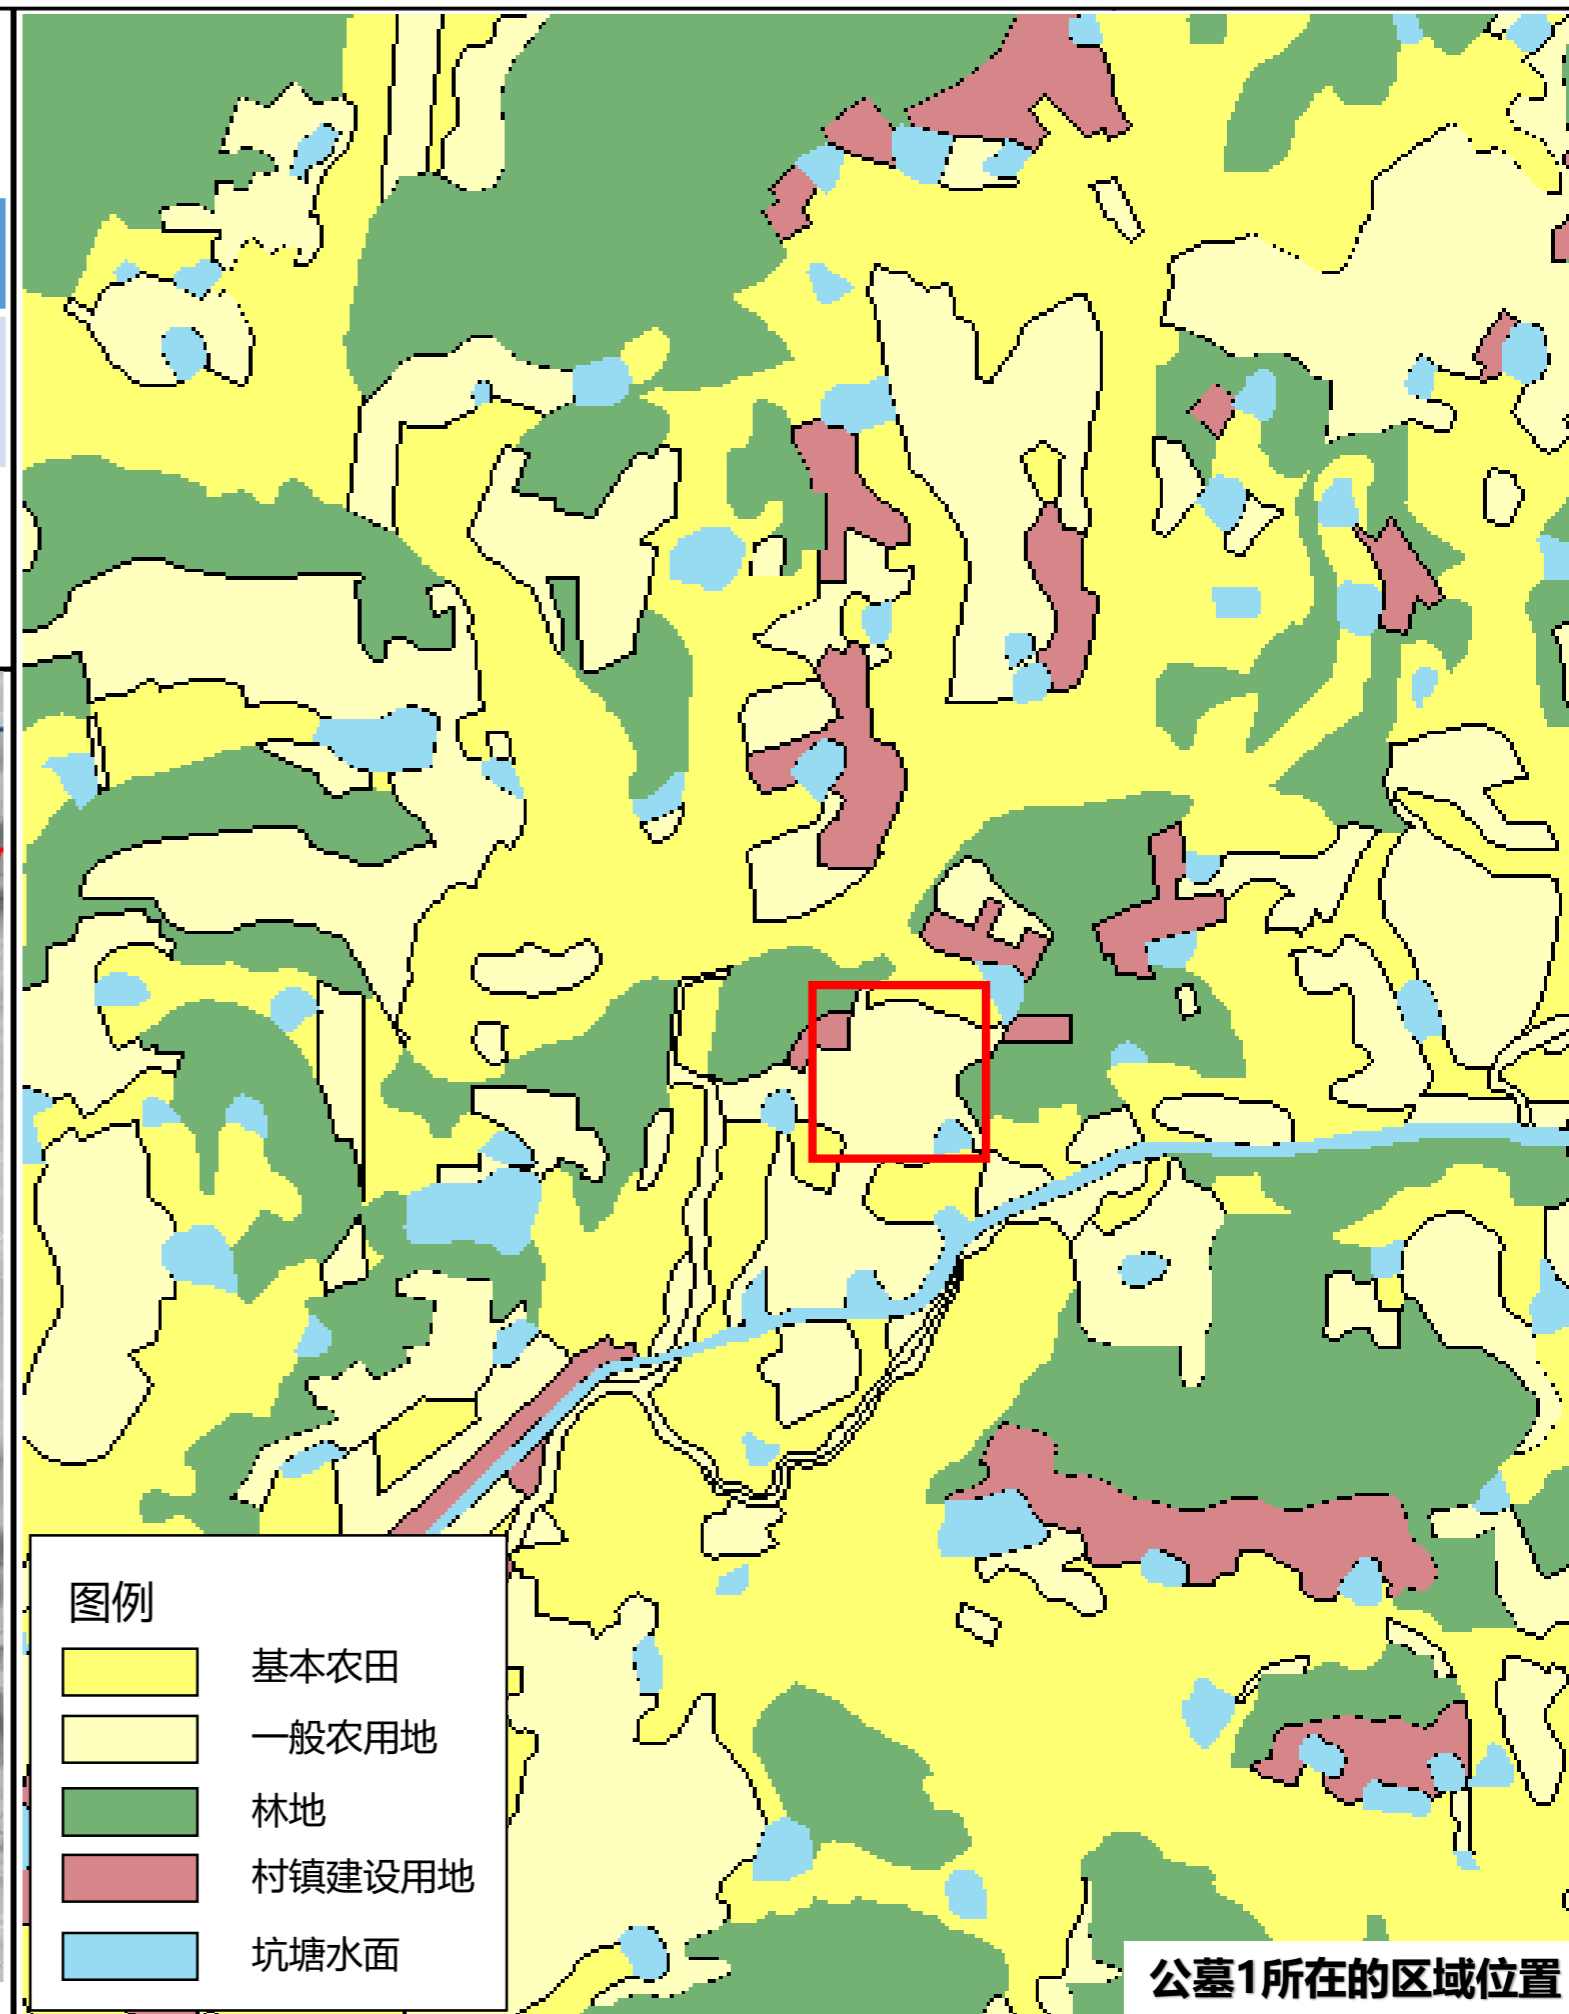 图例
基本农田
一般农用地
林地
村镇建设用地
坑塘水面
公墓1所在的区域位置